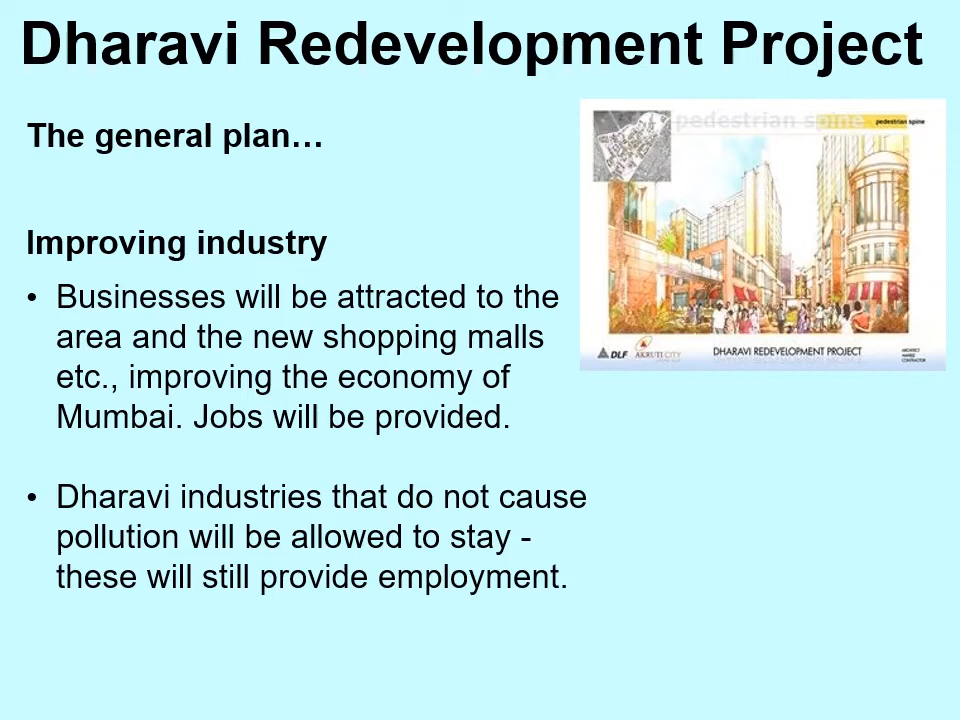 Dharavi Redevelopment Project
The general plan…
pedestrian spine
pedestrian spine
Improving industry
• Businesses will be attracted to the
area and the new shopping malls
etc., improving the economy of
Mumbai. Jobs will be provided.
DLF
AKRUTI CITY
DHARAVI REDEVELOPMENT PROJECT
• Dharavi industries that do not cause
pollution will be allowed to stay -
these will still provide employment.